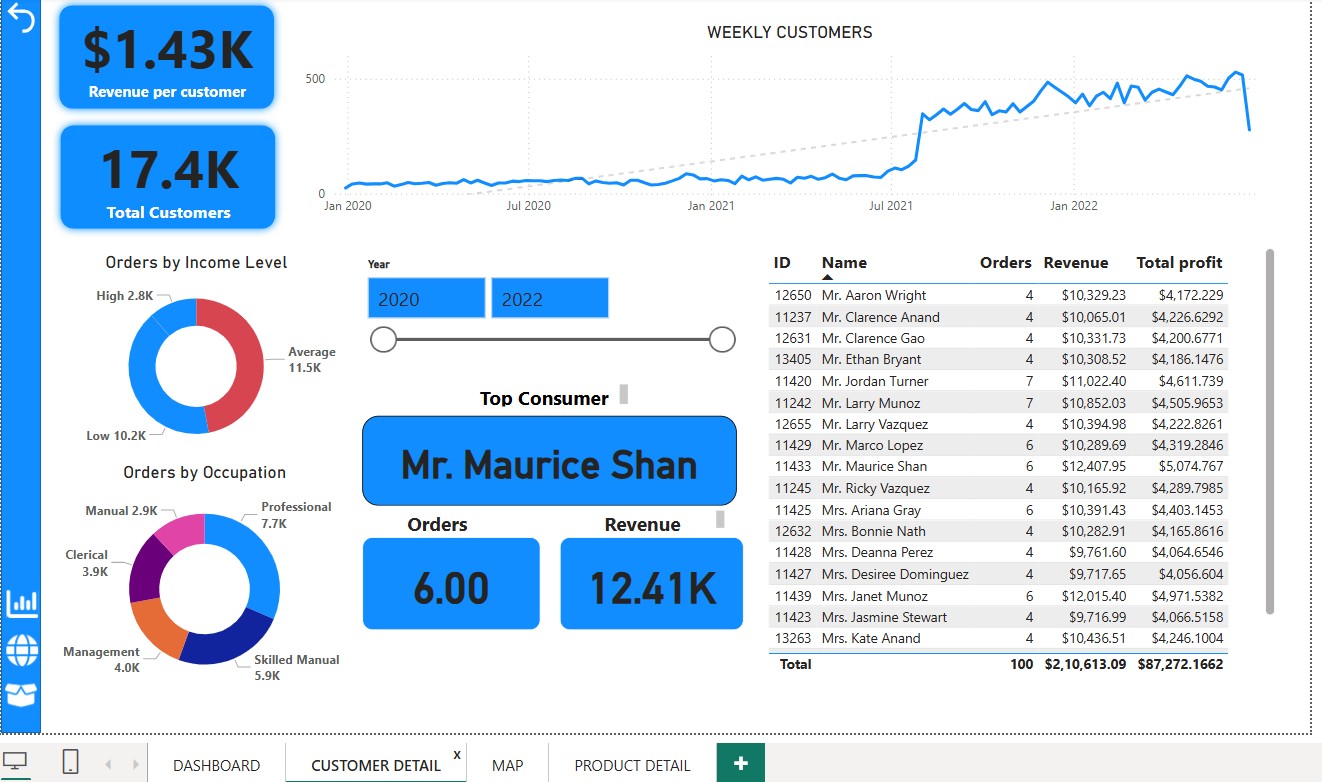 $1.43K
Revenue per customer
17.4K
Total Customers
WEEKLY CUSTOMERS
500
0
Jan 2020 Jul 2020 Jan 2021 Jul 2021 Jan 2022
Orders by Income Level
High 2.8K
Average
11.5K
Low 10.2K
Orders by Occupation
Manual 2.9K
Professional
7.7K
Clerical
3.9K
Management
4.0K
Skilled Manual
5.9K
Year
2020 2022
Top Consumer
Mr. Maurice Shan
Orders Revenue
6.00 12.41K
ID Name Orders Revenue Total profit
12650 Mr. Aaron Wright 4 $10,329.23 $4,172.229
11237 Mr. Clarence Anand 4 $10,065.01 $4,226.6292
12631 Mr. Clarence Gao 4 $10,331.73 $4,200.6771
13405 Mr. Ethan Bryant 4 $10,308.52 $4,186.1476
11420 Mr. Jordan Turner 7 $11,022.40 $4,611.739
11242 Mr. Larry Munoz 7 $10,852.03 $4,505.9653
12655 Mr. Larry Vazquez 4 $10,394.98 $4,222.8261
11429 Mr. Marco Lopez 6 $10,289.69 $4,319.2846
11433 Mr. Maurice Shan 6 $12,407.95 $5,074.767
11245 Mr. Ricky Vazquez 4 $10,165.92 $4,289.7985
11425 Mrs. Ariana Gray 6 $10,391.43 $4,403.1453
12632 Mrs. Bonnie Nath 4 $10,282.91 $4,165.8616
11428 Mrs. Deanna Perez 4 $9,761.60 $4,064.6546
11427 Mrs. Desiree Dominguez 4 $9,717.65 $4,056.604
11439 Mrs. Janet Munoz 6 $12,015.40 $4,971.5382
11423 Mrs. Jasmine Stewart 4 $9,716.99 $4,066.5158
13263 Mrs. Kate Anand 4 $10,436.51 $4,246.1004
Total 100 $2,10,613.09 $87,272.1662
DASHBOARD CUSTOMER DETAIL x MAP PRODUCT DETAIL +